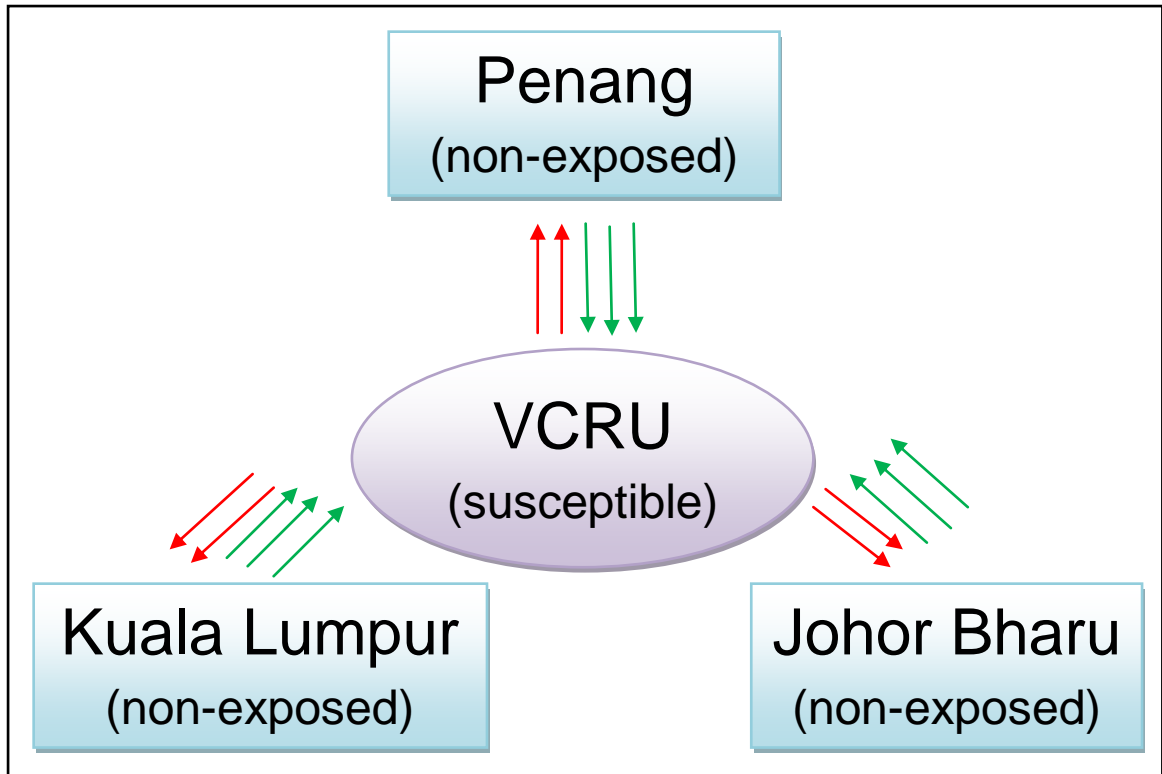 Penang
(non-exposed)
VCRU
(susceptible)
Kuala Lumpur
(non-exposed)
Johor Bharu
(non-exposed)